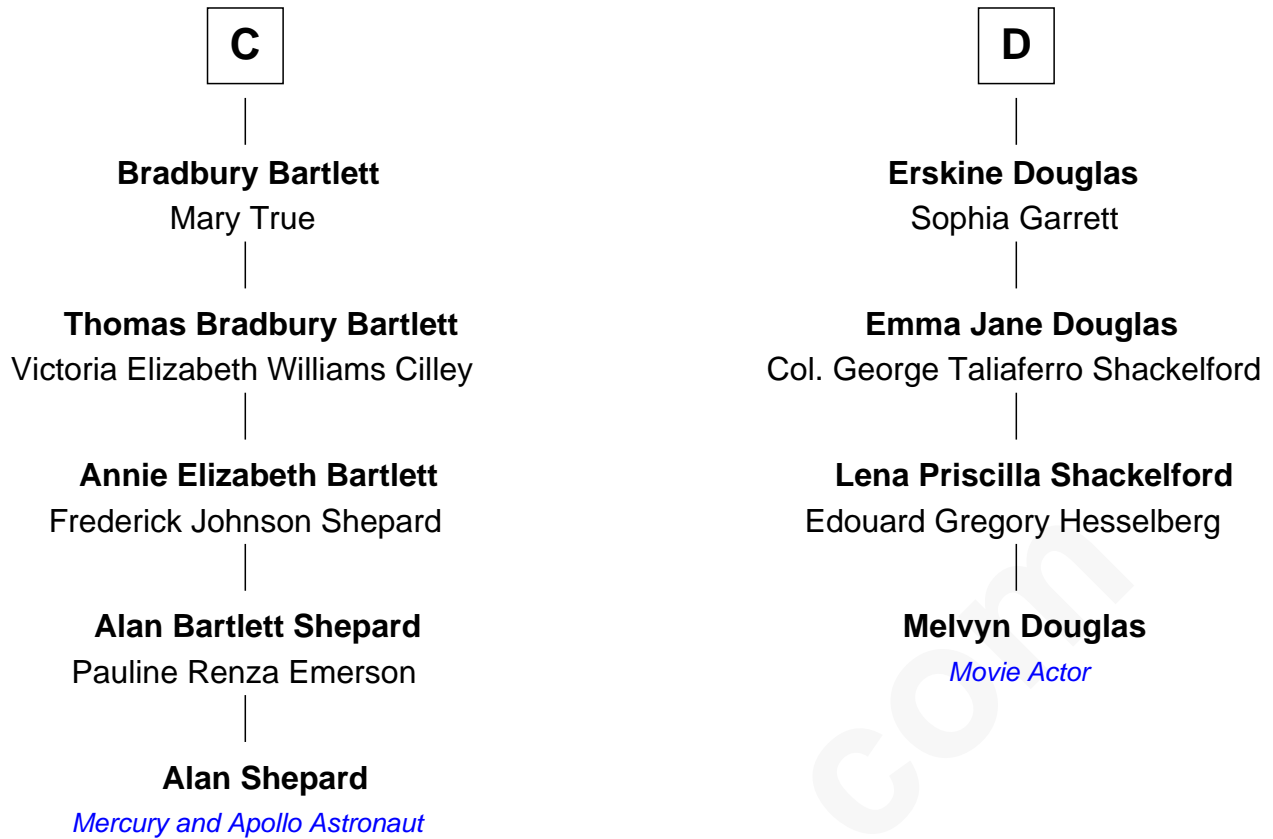 C
Bradbury Bartlett
Mary True
Thomas Bradbury Bartlett
Victoria Elizabeth Williams Cilley
Annie Elizabeth Bartlett
Frederick Johnson Shepard
Alan Bartlett Shepard
Pauline Renza Emerson
Alan Shepard
Mercury and Apollo Astronaut
D
Erskine Douglas
Sophia Garrett
Emma Jane Douglas
Col. George Taliaferro Shackelford
Lena Priscilla Shackelford
Edouard Gregory Hesselberg
Melvyn Douglas
Movie Actor
com